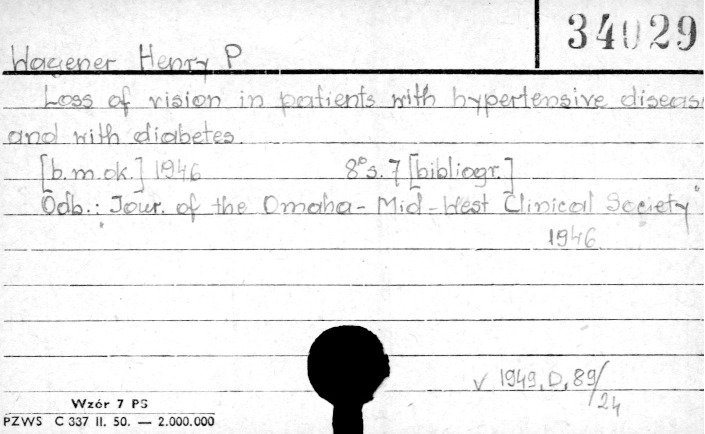 34029
Wagener Henry P
Loss of vision in patients with hypertensive diseas
and with diabetes.
[b.m.ok.] 1946 8°s.7 [bibliogr.]
Odb.: "Jour. of the Omaha-Mid-West Clinical Society"
1946
v 1949, D, 89/24
Wzór 7 PS
PZWS C 337 II. 50. — 2.000.000